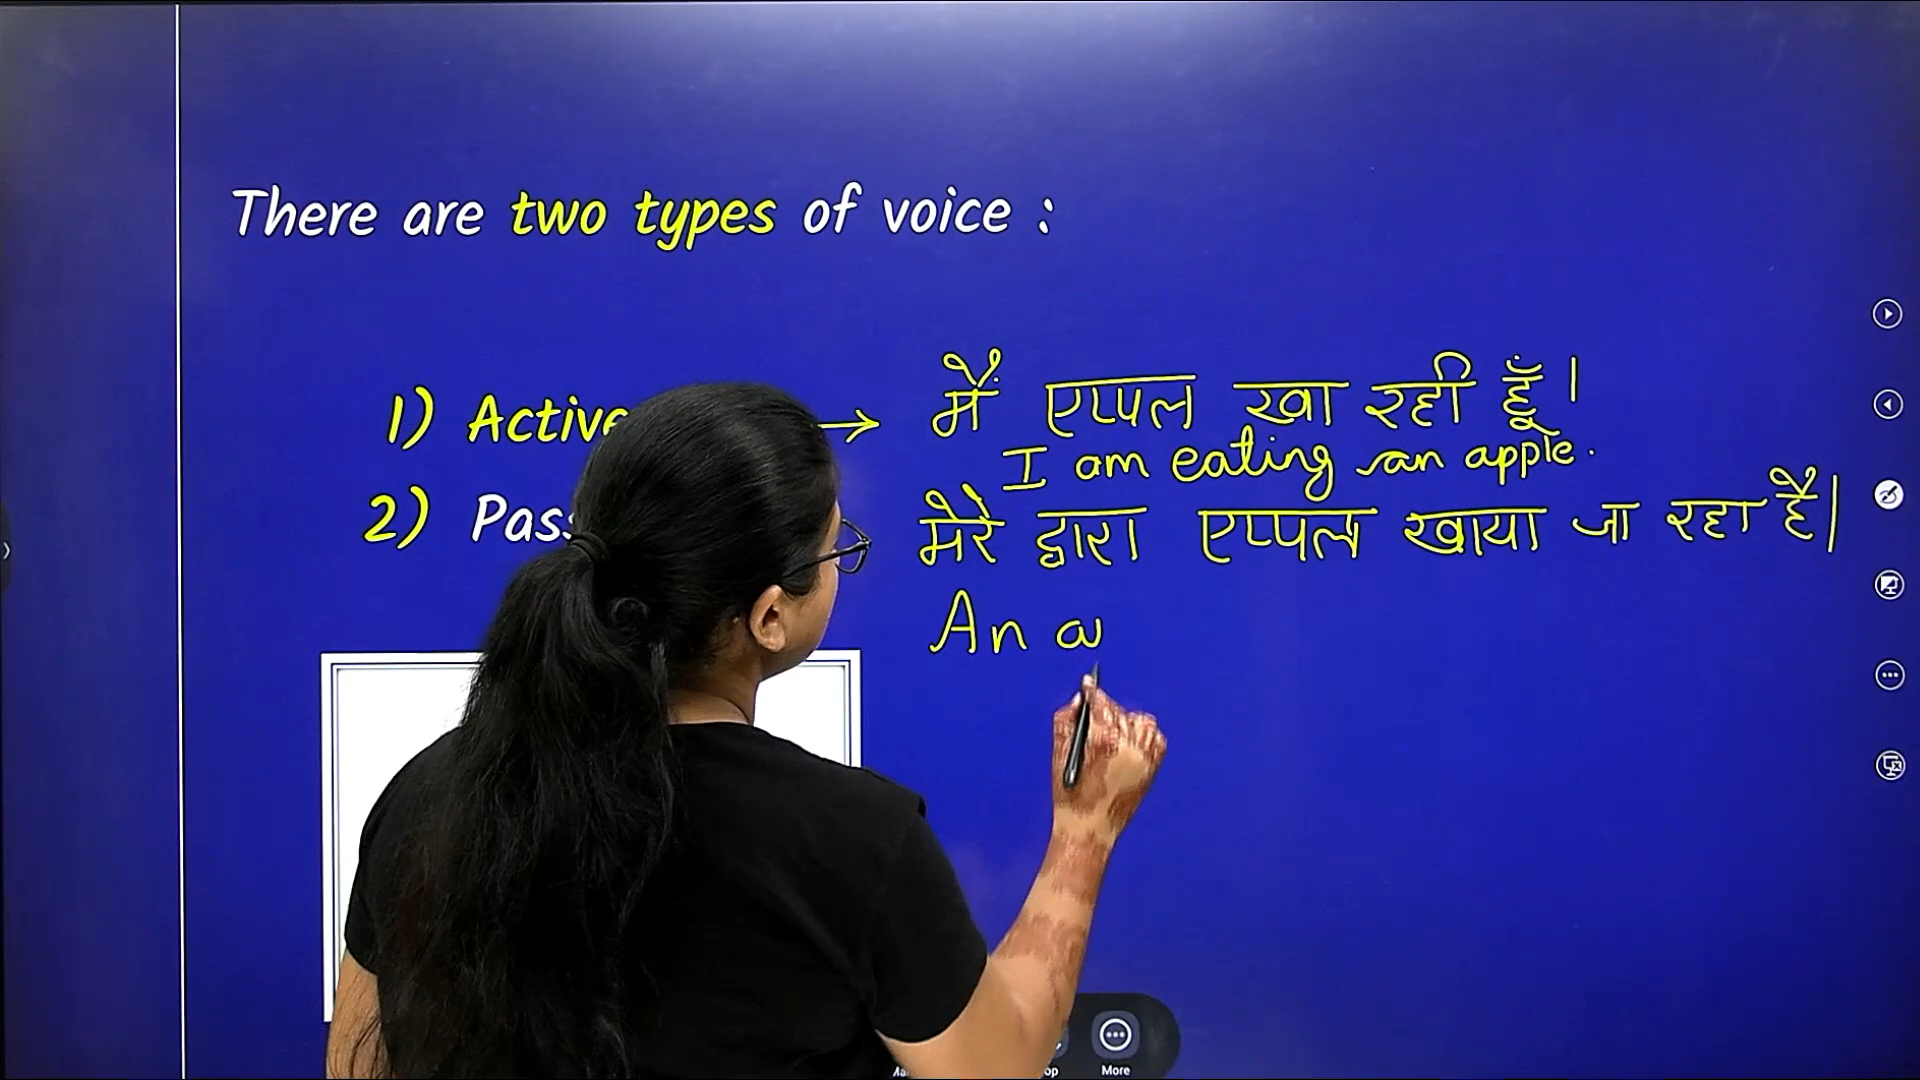 There are two types of voice :
1) Active → मैं एप्पल खा रही हूँ।
I am eating an apple.
2) Pass मेरे द्वारा एप्पल खाया जा रहा है।
An a
More